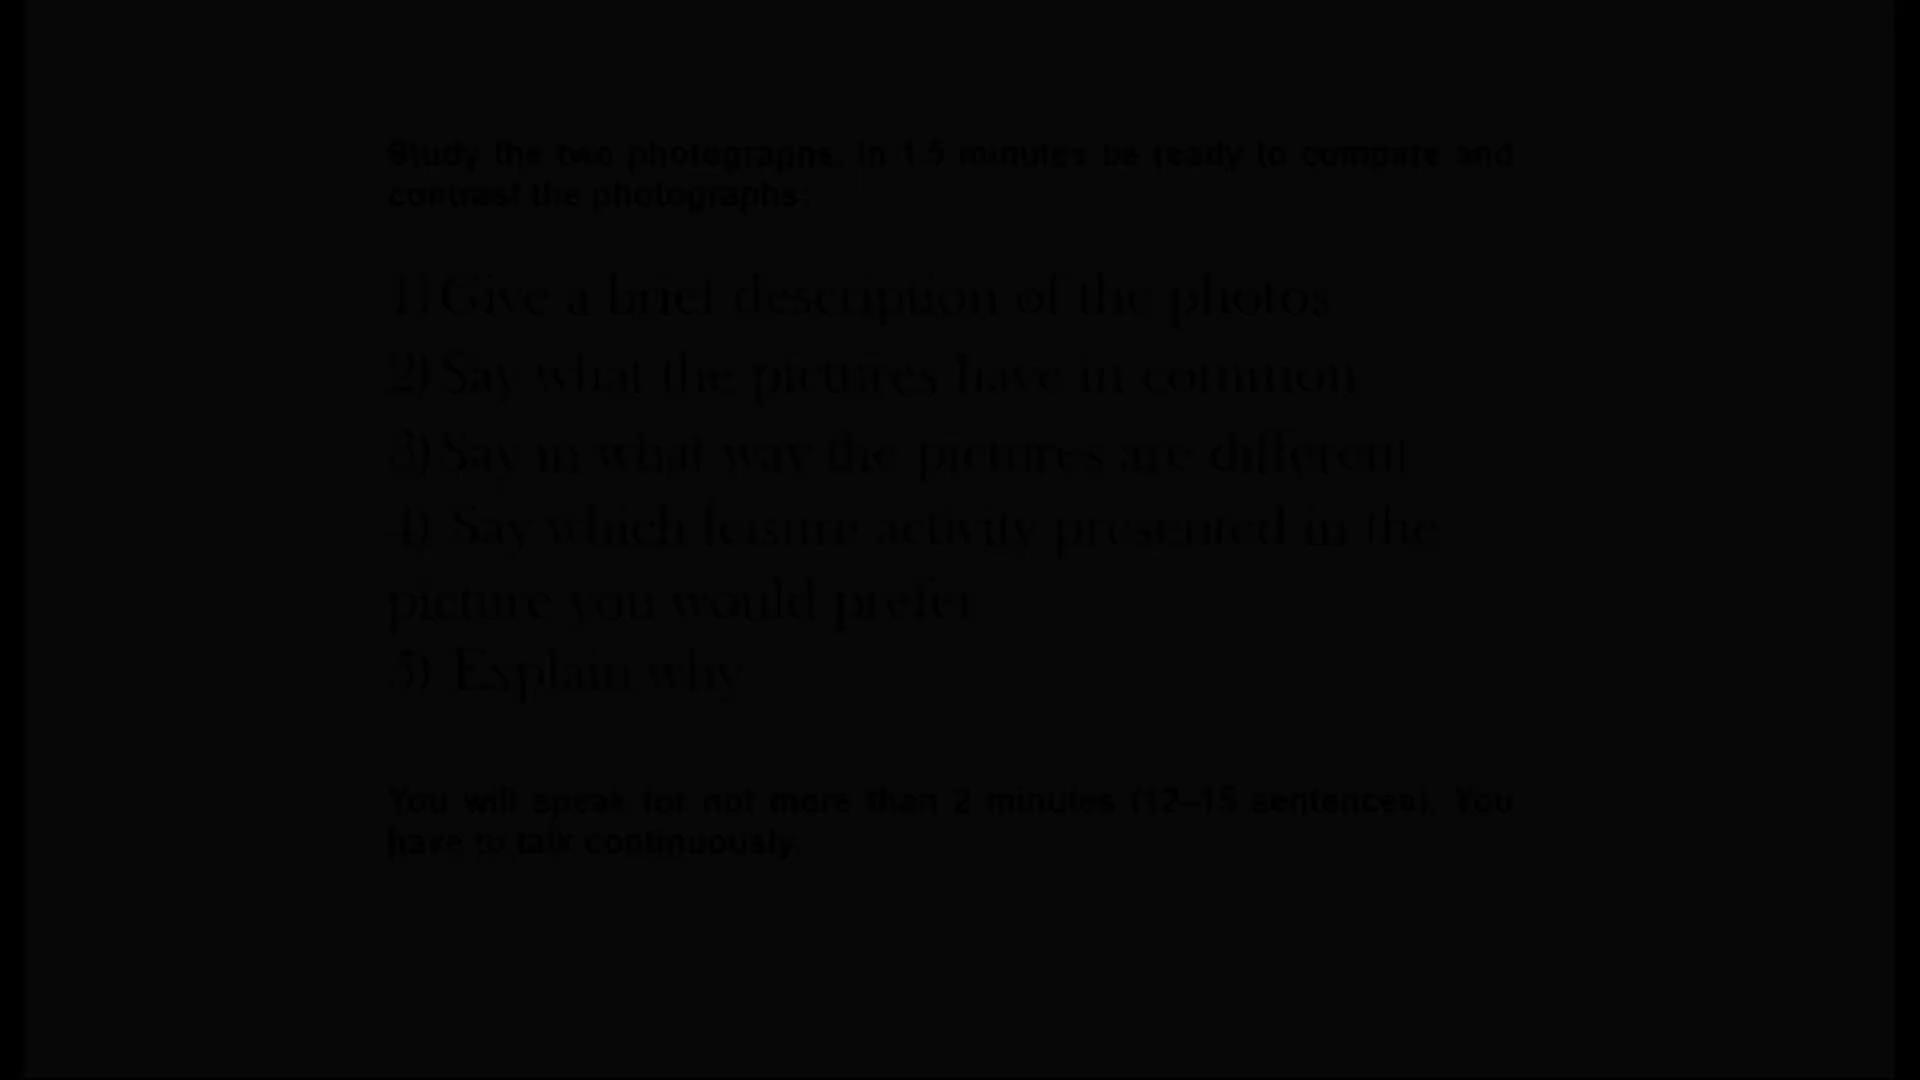 Study the two photographs. In 1.5 minutes be ready to compare and
contrast the photographs:
1) Give a brief description of the photos
2) Say what the pictures have in common
3) Say in what way the pictures are different
4) Say which leisure activity presented in the
picture you would prefer
5) Explain why
You will speak for not more than 2 minutes (12–15 sentences). You
have to talk continuously.